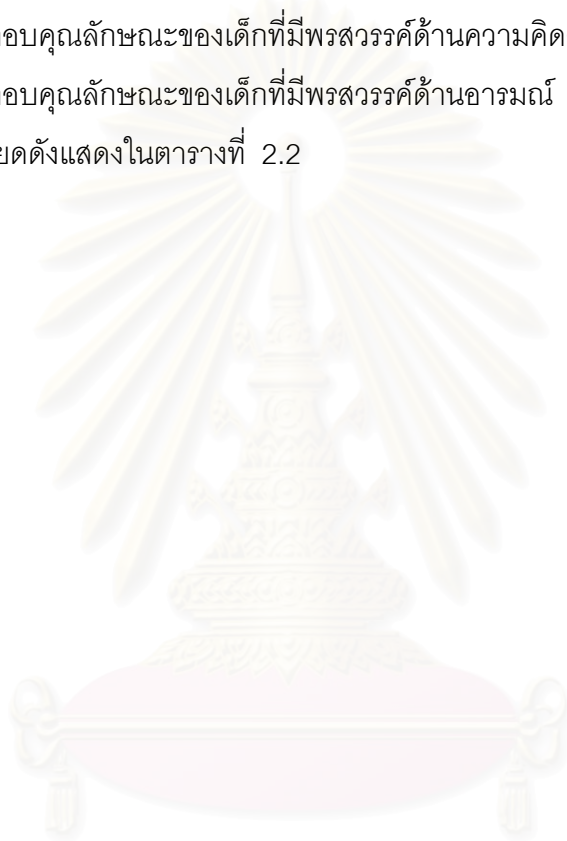 อบคุณลักษณะของเด็กที่มีพรสวรรค์ด้านความคิด
อบคุณลักษณะของเด็กที่มีพรสวรรค์ด้านอารมณ์
ยดดังแสดงในตารางที่ 2.2